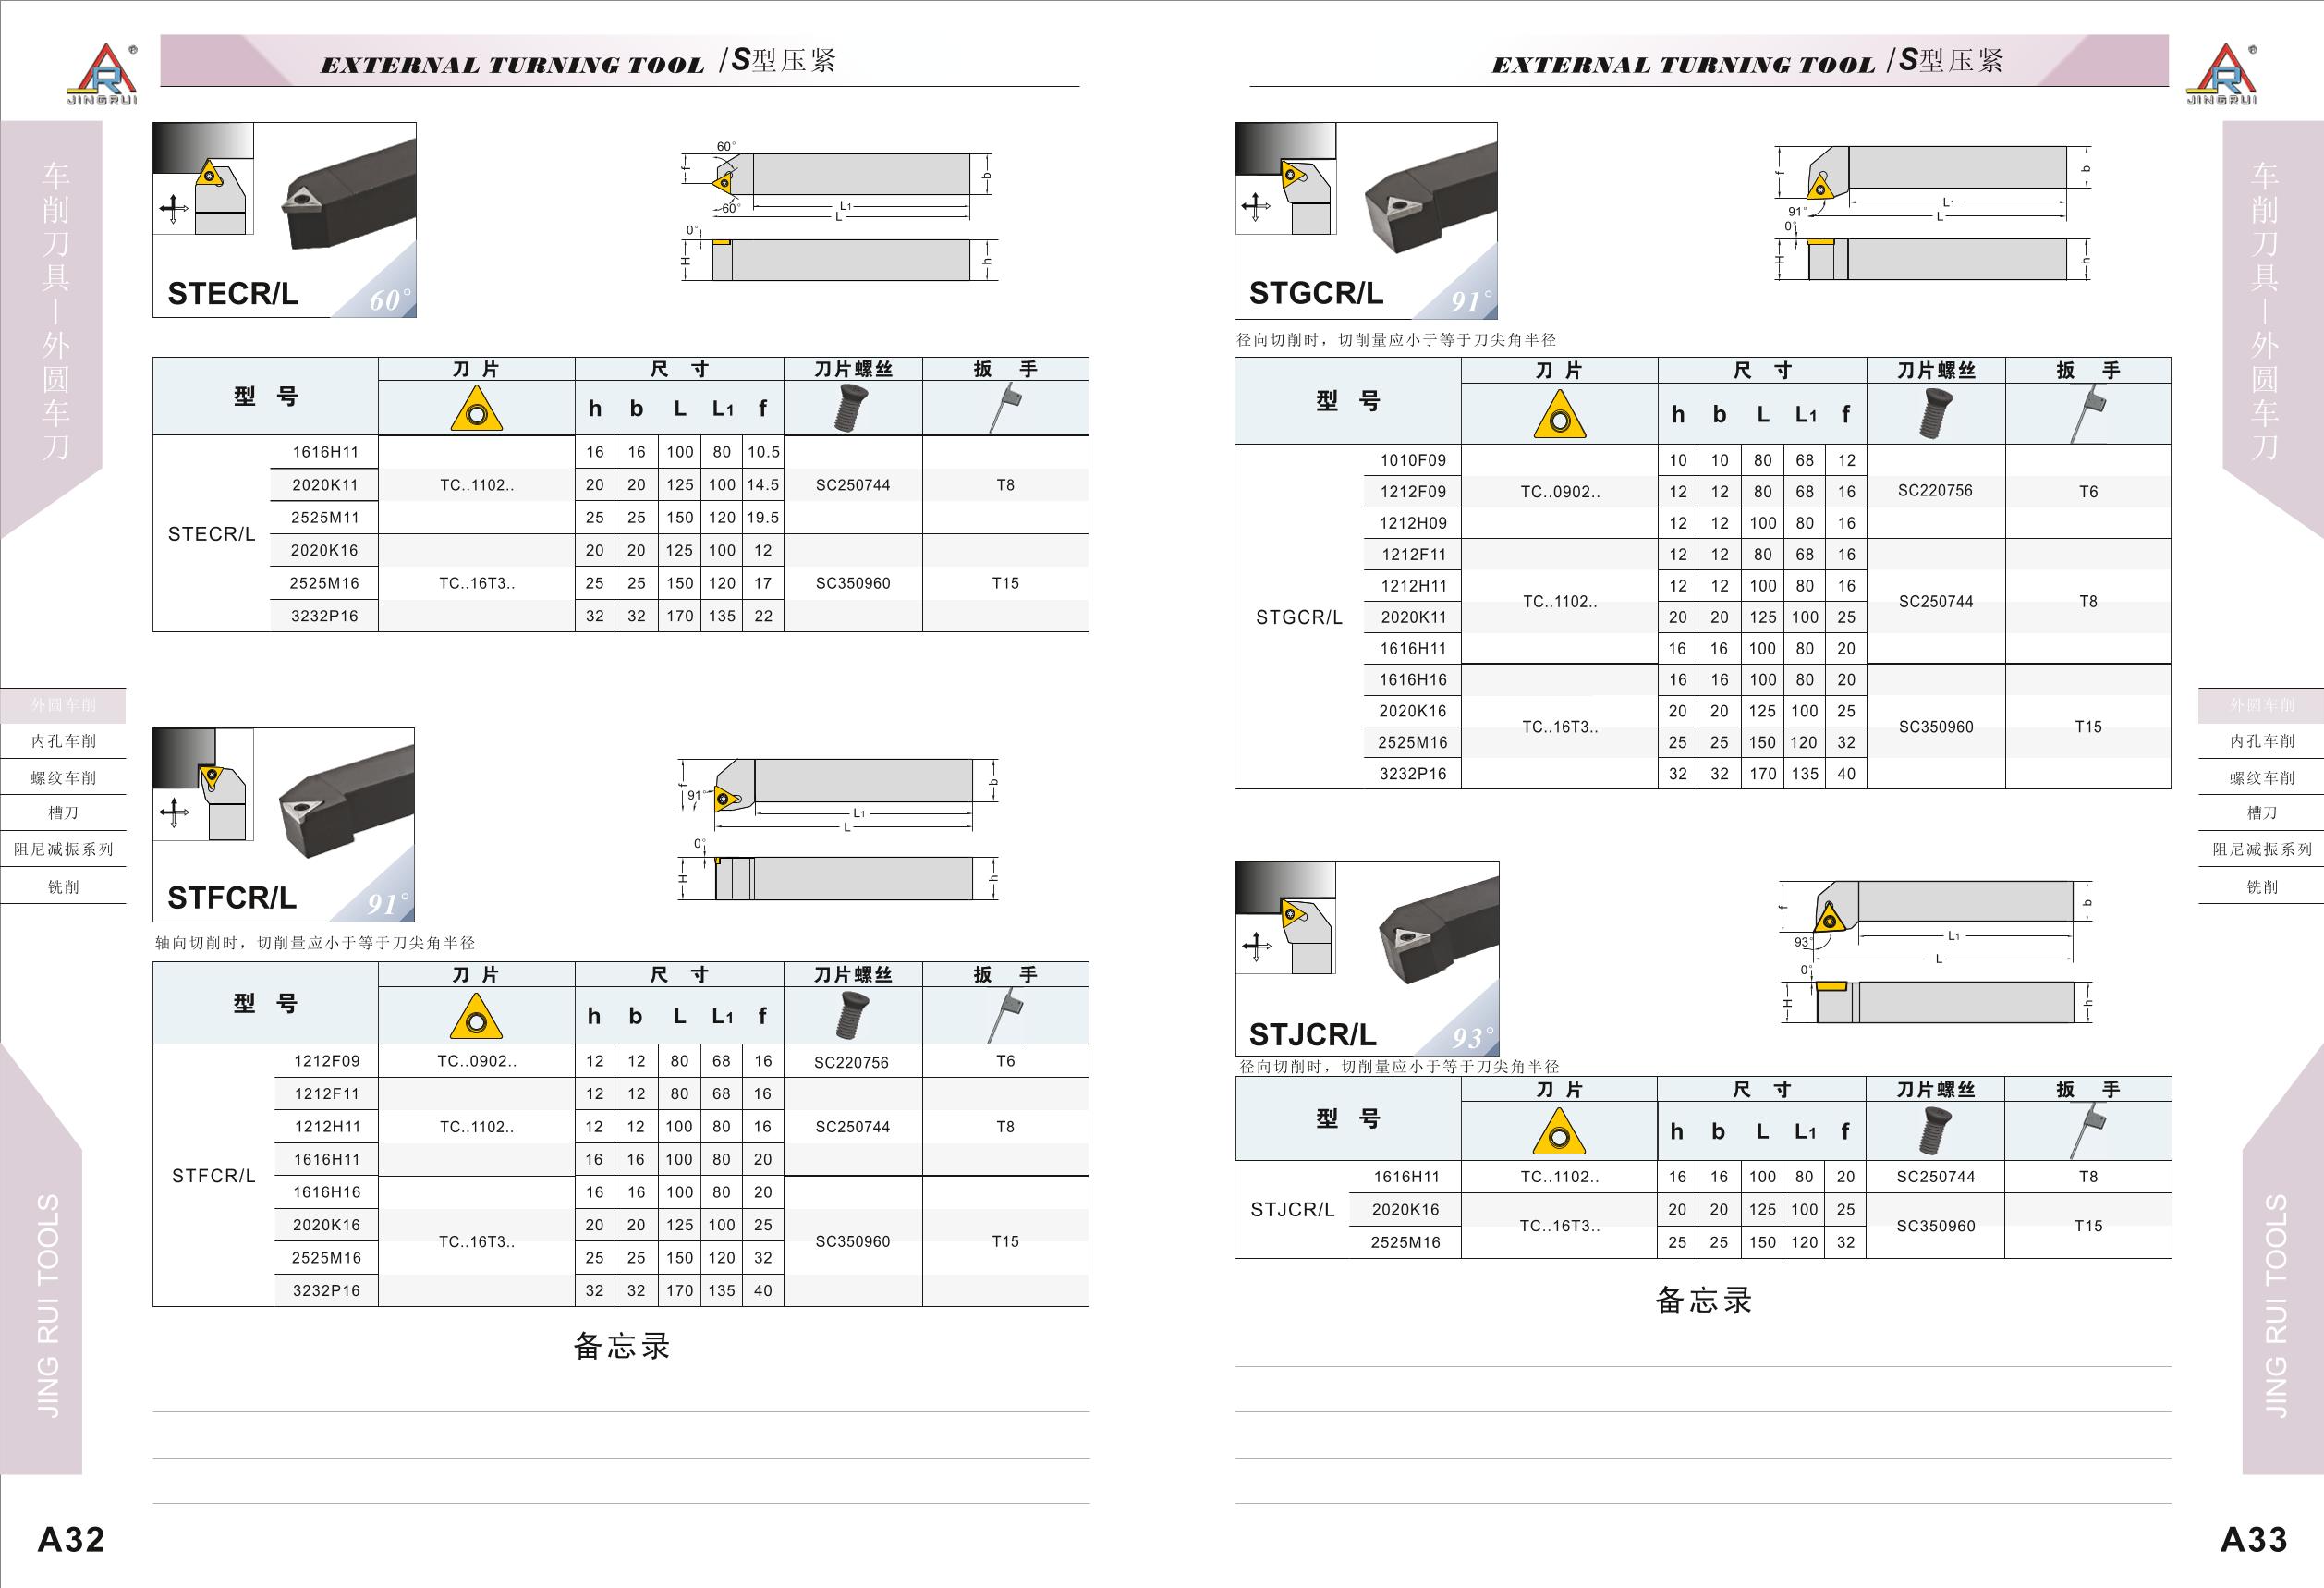 JINGRUI
®
EXTERNAL TURNING TOOL /S型压紧
车削刀具—外圆车刀
60°
STECR/L
60°
f
60°
b
L1
L
0°
H
h
型 号
刀 片
尺 寸
刀片螺丝
扳 手
h b L L1 f
STECR/L
1616H11 16 16 100 80 10.5
2020K11 TC..1102.. 20 20 125 100 14.5 SC250744 T8
2525M11 25 25 150 120 19.5
2020K16 20 20 125 100 12
2525M16 TC..16T3.. 25 25 150 120 17 SC350960 T15
3232P16 32 32 170 135 22
外圆车削
内孔车削
螺纹车削
槽刀
阻尼减振系列
铣削
STFCR/L
91°
f
91°
b
L1
L
0°
H
h
轴向切削时，切削量应小于等于刀尖角半径
型 号
刀 片
尺 寸
刀片螺丝
扳 手
h b L L1 f
STFCR/L
1212F09 TC..0902.. 12 12 80 68 16 SC220756 T6
1212F11 12 12 80 68 16
1212H11 TC..1102.. 12 12 100 80 16 SC250744 T8
1616H11 16 16 100 80 20
1616H16 16 16 100 80 20
2020K16 20 20 125 100 25
TC..16T3.. SC350960 T15
2525M16 25 25 150 120 32
3232P16 32 32 170 135 40
备忘录
JING RUI TOOLS
A32
EXTERNAL TURNING TOOL /S型压紧
®
JINGRUI
车削刀具—外圆车刀
STGCR/L
91°
f
b
L1
91°
L
0°
H
h
径向切削时，切削量应小于等于刀尖角半径
型 号
刀 片
尺 寸
刀片螺丝
扳 手
h b L L1 f
STGCR/L
1010F09 10 10 80 68 12
1212F09 TC..0902.. 12 12 80 68 16 SC220756 T6
1212H09 12 12 100 80 16
1212F11 12 12 80 68 16
1212H11 12 12 100 80 16
TC..1102.. SC250744 T8
2020K11 20 20 125 100 25
1616H11 16 16 100 80 20
1616H16 16 16 100 80 20
2020K16 20 20 125 100 25
TC..16T3.. SC350960 T15
2525M16 25 25 150 120 32
3232P16 32 32 170 135 40
外圆车削
内孔车削
螺纹车削
槽刀
阻尼减振系列
铣削
STJCR/L
93°
f
b
93°
L1
L
0°
H
h
径向切削时，切削量应小于等于刀尖角半径
型 号
刀 片
尺 寸
刀片螺丝
扳 手
h b L L1 f
STJCR/L
1616H11 TC..1102.. 16 16 100 80 20 SC250744 T8
2020K16 20 20 125 100 25
TC..16T3.. SC350960 T15
2525M16 25 25 150 120 32
备忘录
JING RUI TOOLS
A33